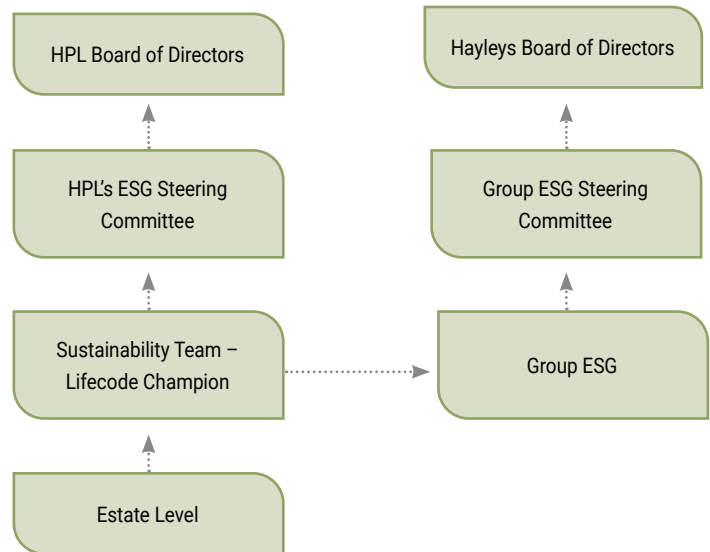 HPL Board of Directors
Hayleys Board of Directors
HPL's ESG Steering
Committee
Group ESG Steering
Committee
Sustainability Team –
Lifecode Champion
Group ESG
Estate Level